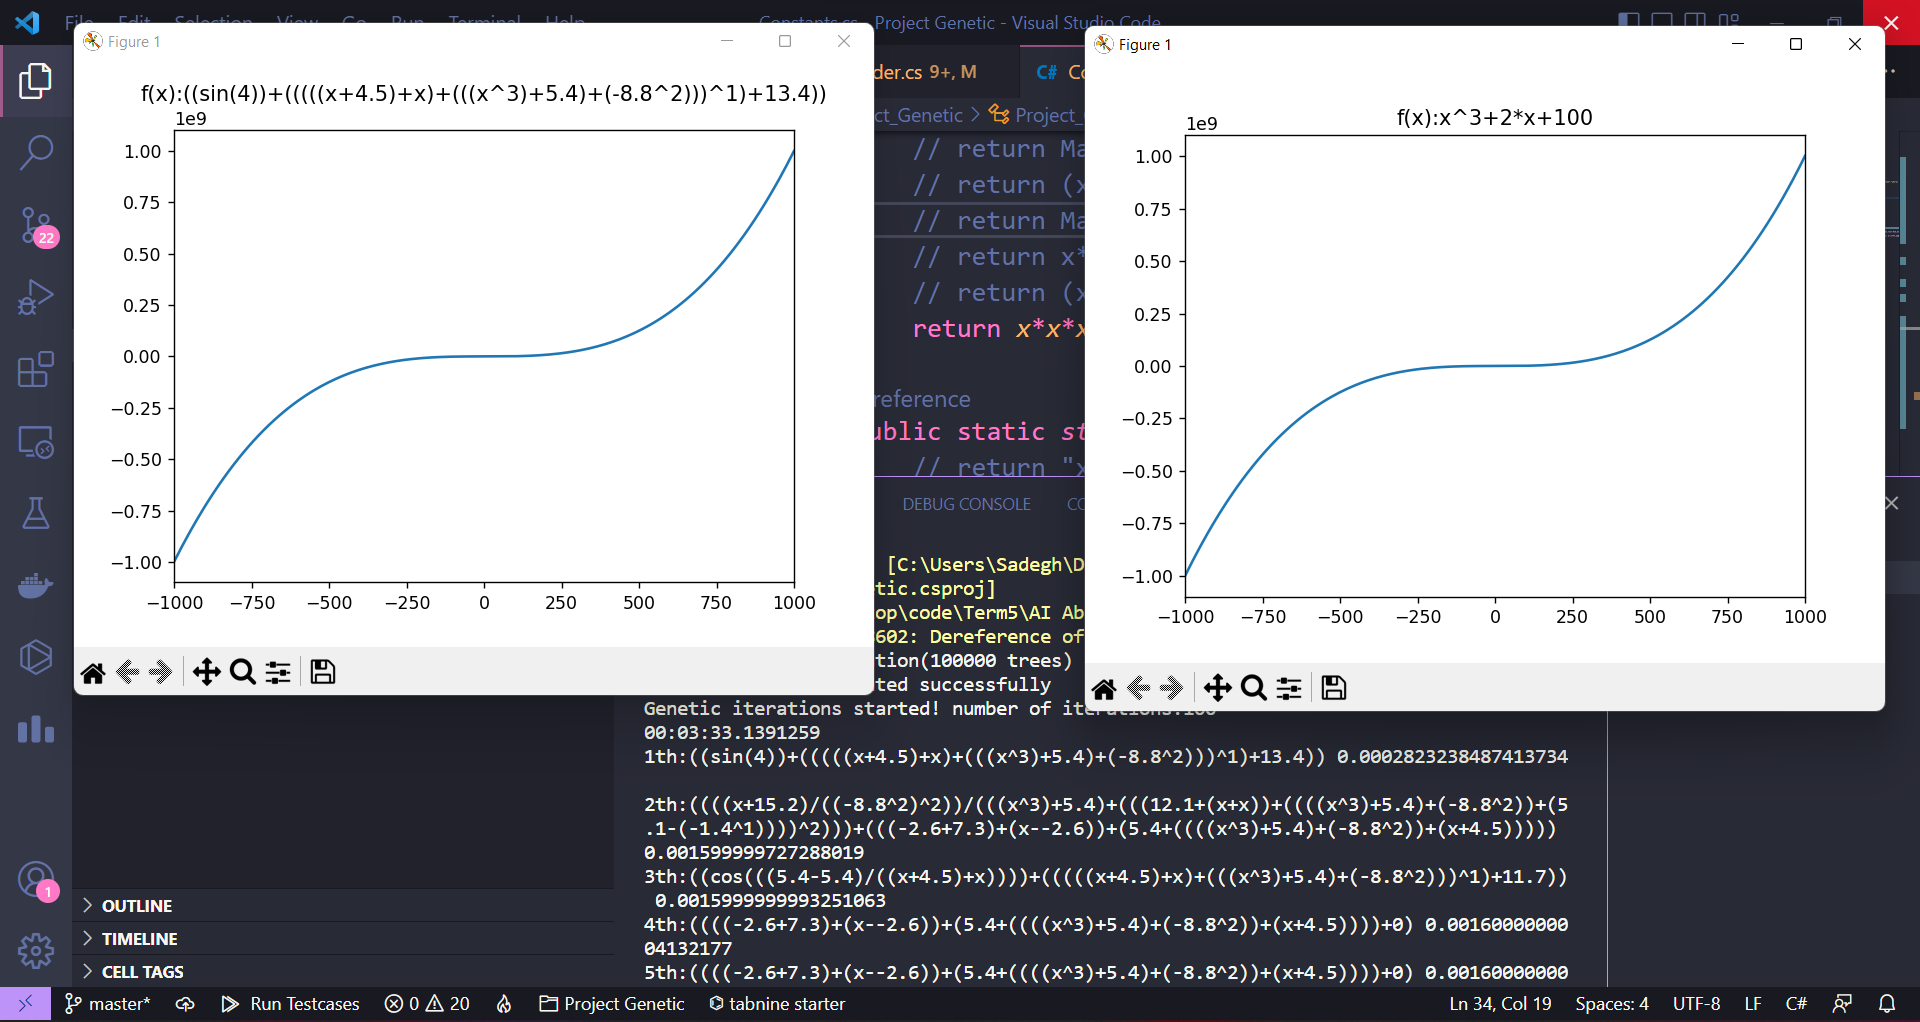 File Edit Selection View Go Run Terminal Help
Constants.cs - Project Genetic - Visual Studio Code
Figure 1
f(x):((sin(4))+(((((x+4.5)+x)+(((x^3)+5.4)+(-8.8^2)))^1)+13.4))
1e9
1.00
0.75
0.50
0.25
0.00
−0.25
−0.50
−0.75
−1.00
−1000 −750 −500 −250 0 250 500 750 1000
Figure 1
f(x):x^3+2*x+100
1e9
1.00
0.75
0.50
0.25
0.00
−0.25
−0.50
−0.75
−1.00
−1000 −750 −500 −250 0 250 500 750 1000
der.cs 9+, M C# Co
ct_Genetic > Project_
// return Ma
// return (x
// return Ma
// return x*
// return (x
return x*x*x
reference
ublic static st
// return "x
DEBUG CONSOLE
[C:\Users\Sadegh\D
tic.csproj]
op\code\Term5\AI Ab
602: Dereference of
tion(100000 trees)
ted successfully
Genetic iterations started! number of iterations:100
00:03:33.1391259
1th:((sin(4))+(((((x+4.5)+x)+(((x^3)+5.4)+(-8.8^2)))^1)+13.4)) 0.0002823238487413734
2th:((((x+15.2)/((-8.8^2)^2))/(((x^3)+5.4)+(((12.1+(x+x))+((((x^3)+5.4)+(-8.8^2))+(5
.1-(-1.4^1))))^2)))+(((-2.6+7.3)+(x--2.6))+(5.4+((((x^3)+5.4)+(-8.8^2))+(x+4.5)))))
0.001599999727288019
3th:((cos(((5.4-5.4)/((x+4.5)+x))))+(((((x+4.5)+x)+(((x^3)+5.4)+(-8.8^2)))^1)+11.7))
0.0015999999993251063
4th:((((-2.6+7.3)+(x--2.6))+(5.4+((((x^3)+5.4)+(-8.8^2))+(x+4.5))))+0) 0.00160000000
04132177
5th:((((-2.6+7.3)+(x--2.6))+(5.4+((((x^3)+5.4)+(-8.8^2))+(x+4.5))))+0) 0.00160000000
22
1
OUTLINE
TIMELINE
CELL TAGS
master* Run Testcases 0 20 Project Genetic tabnine starter Ln 34, Col 19 Spaces: 4 UTF-8 LF C#